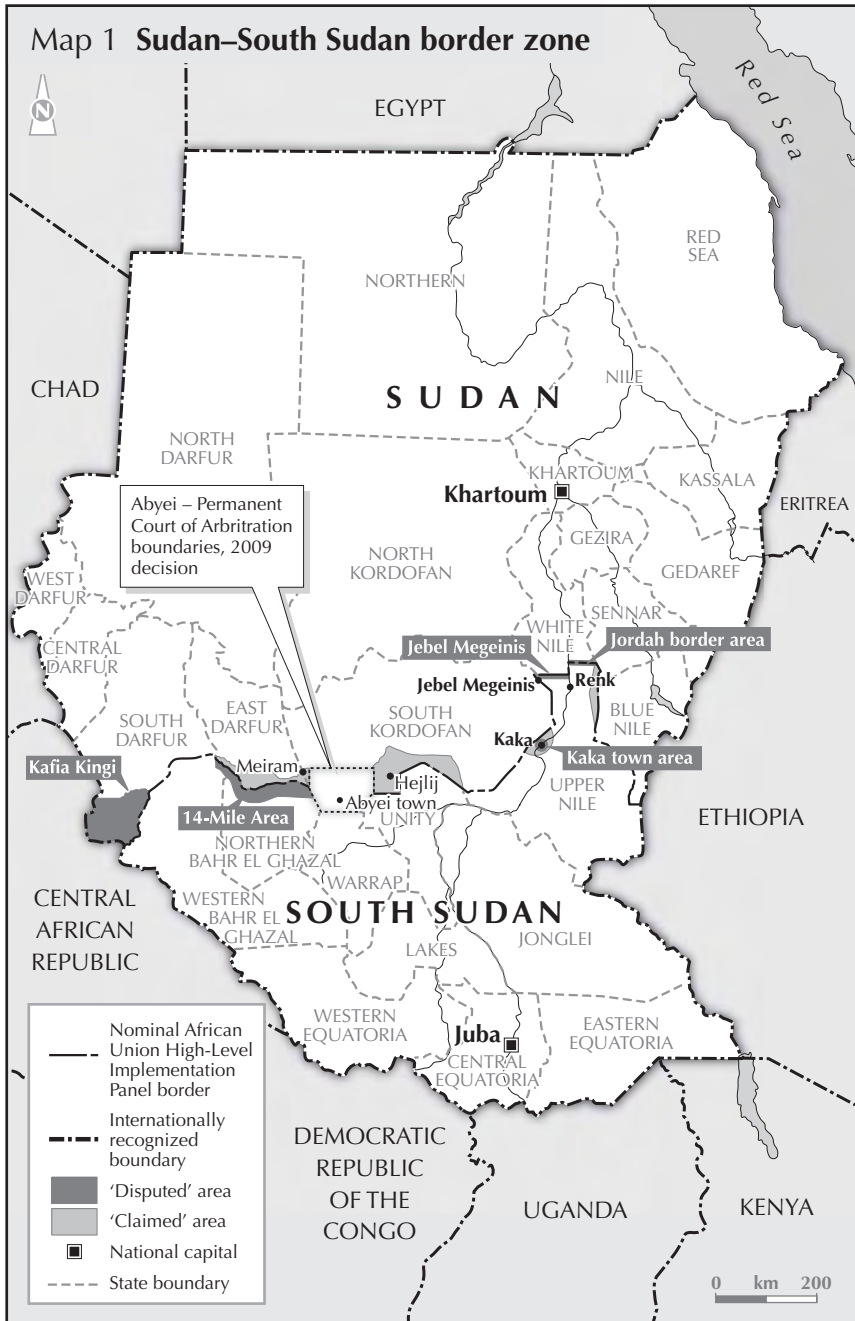 Map 1 Sudan–South Sudan border zone
N
Red Sea
EGYPT
RED
SEA
NORTHERN
CHAD
NILE
SUDAN
NORTH
DARFUR
KHARTOUM
KASSALA
Khartoum
ERITREA
Abyei – Permanent
Court of Arbritration
boundaries, 2009
decision
GEZIRA
NORTH
KORDOFAN
GEDAREF
WEST
DARFUR
SENNAR
WHITE
NILE
CENTRAL
DARFUR
Jebel Megeinis
Jordah border area
EAST
DARFUR
Jebel Megeinis
Renk
SOUTH
DARFUR
SOUTH
KORDOFAN
BLUE
NILE
Kaka
Kaka town area
Kafia Kingi
Meiram
Hejlij
UPPER
NILE
Abyei town
14-Mile Area
UNITY
ETHIOPIA
NORTHERN
BAHR EL GHAZAL
WARRAP
WESTERN
BAHR EL
GHAZAL
SOUTH SUDAN
CENTRAL
AFRICAN
REPUBLIC
JONGLEI
LAKES
WESTERN
EQUATORIA
Juba
EASTERN
EQUATORIA
CENTRAL
EQUATORIA
DEMOCRATIC
REPUBLIC
OF THE
CONGO
UGANDA
KENYA
Nominal African
Union High-Level
Implementation
Panel border
Internationally
recognized
boundary
‘Disputed’ area
‘Claimed’ area
National capital
State boundary
0 km 200